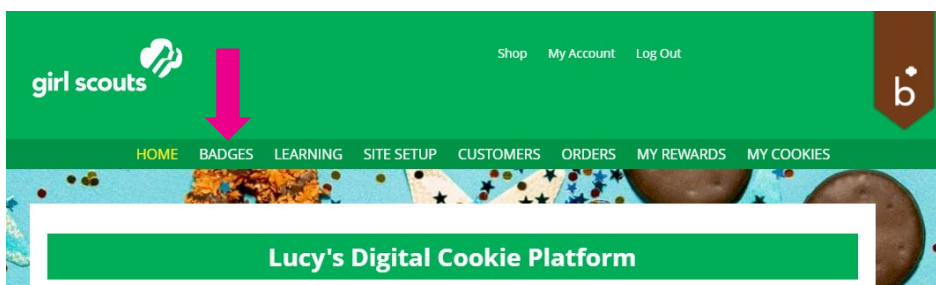 Shop My Account Log Out
girl scouts
b
HOME BADGES LEARNING SITE SETUP CUSTOMERS ORDERS MY REWARDS MY COOKIES
Lucy's Digital Cookie Platform